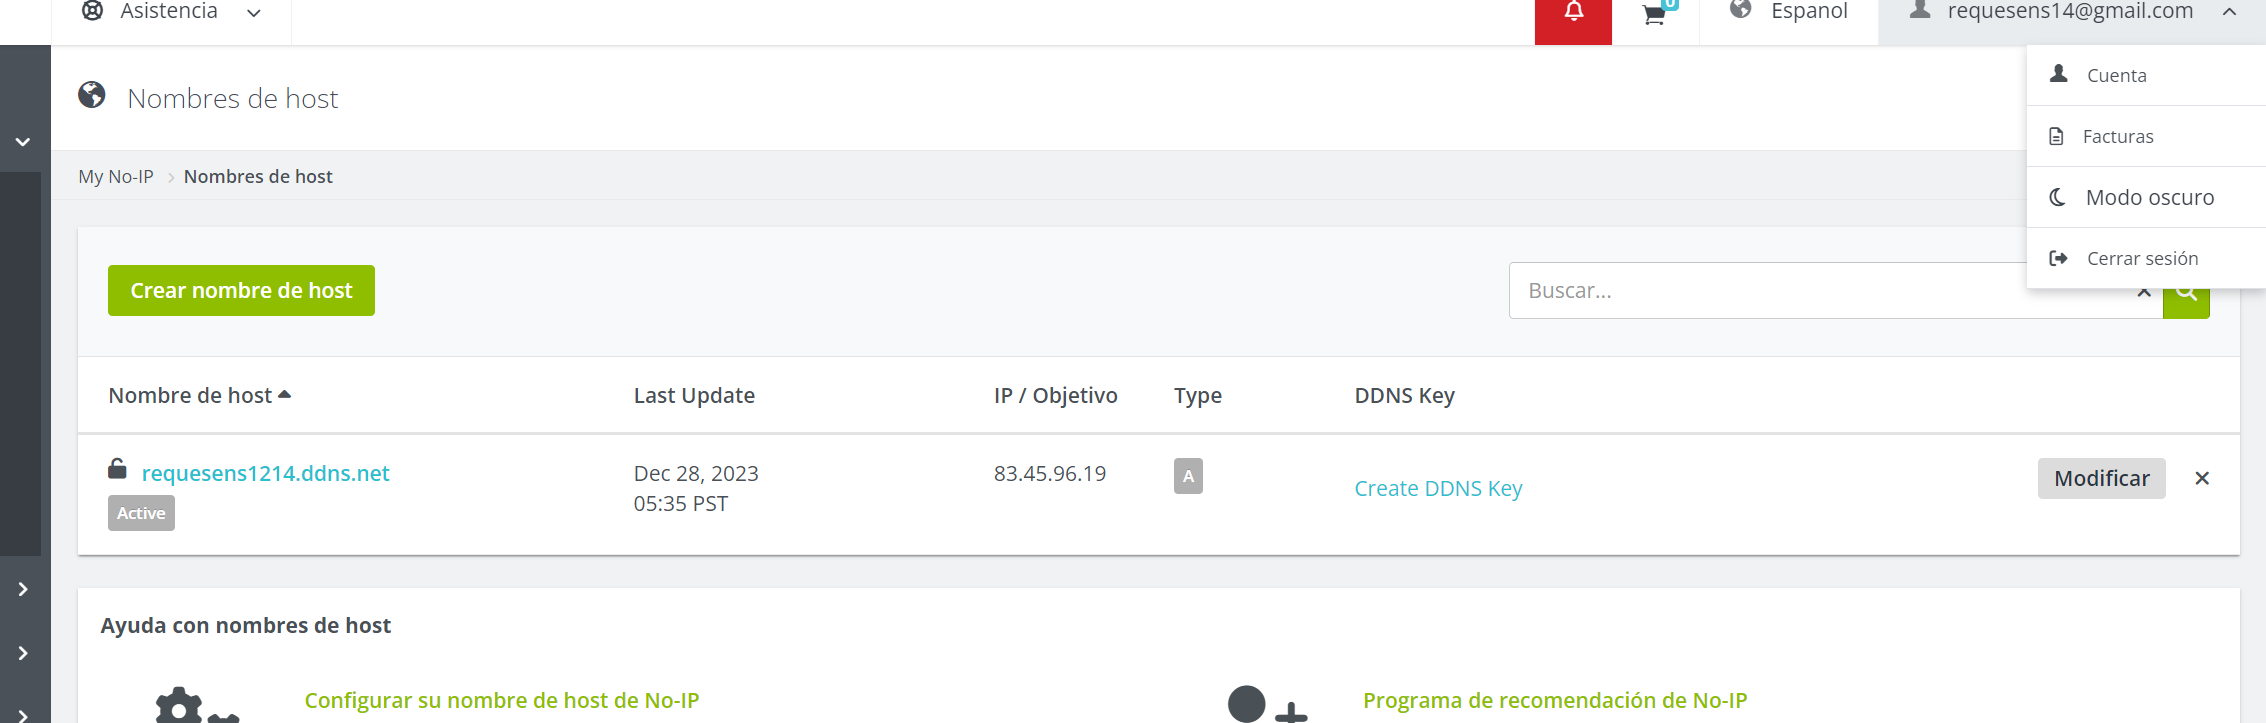 Asistencia
0
Espanol
requesens14@gmail.com
Cuenta
Facturas
Modo oscuro
Cerrar sesión
Nombres de host
My No-IP > Nombres de host
Crear nombre de host
Buscar...
Nombre de host
Last Update
IP / Objetivo
Type
DDNS Key
requesens1214.ddns.net
Active
Dec 28, 2023
05:35 PST
83.45.96.19
A
Create DDNS Key
Modificar
Ayuda con nombres de host
Configurar su nombre de host de No-IP
Programa de recomendación de No-IP